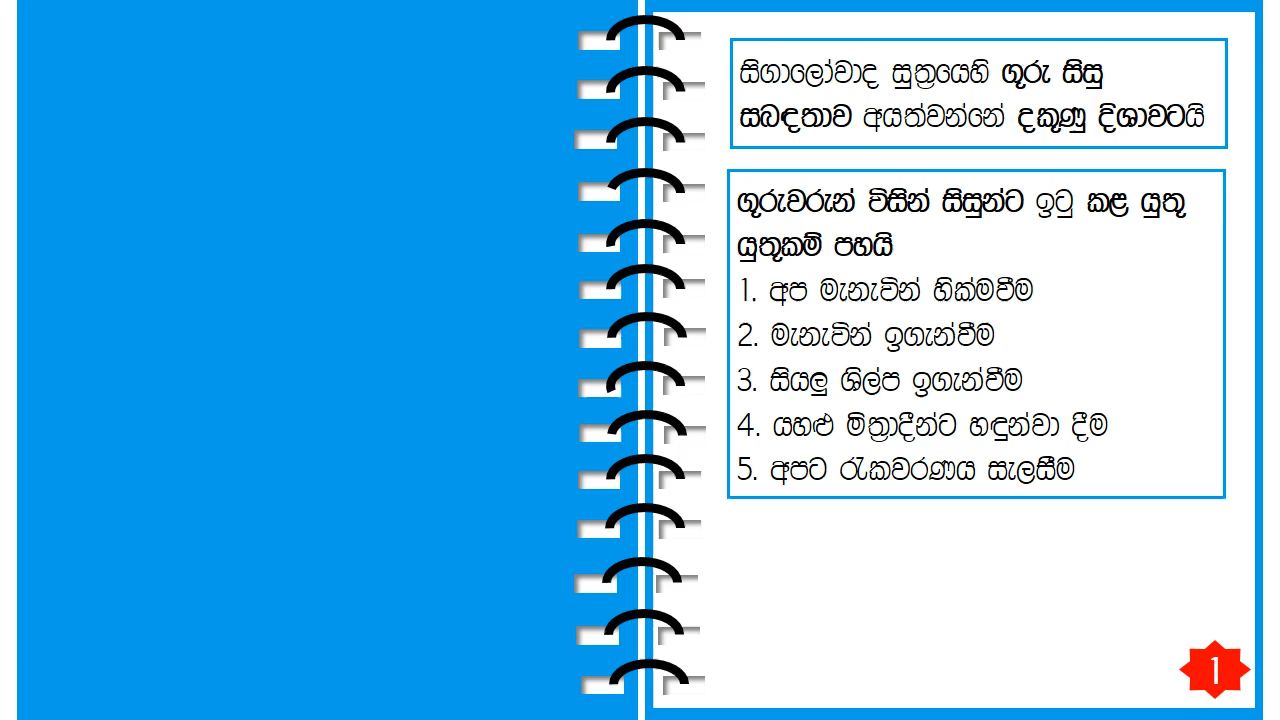 සිගාලෝවාද සුත්‍රයෙහි ගුරු සිසු
සබඳතාව අයත්වන්නේ දකුණු දිශාවටයි
ගුරුවරුන් විසින් සිසුන්ට ඉටු කළ යුතු
යුතුකම් පහයි
1. අප මැනැවින් හික්මවීම
2. මැනැවින් ඉගැන්වීම
3. සියලු ශිල්ප ඉගැන්වීම
4. යහළු මිත්‍රාදීන්ට හඳුන්වා දීම
5. අපට රැකවරණය සැලසීම
1